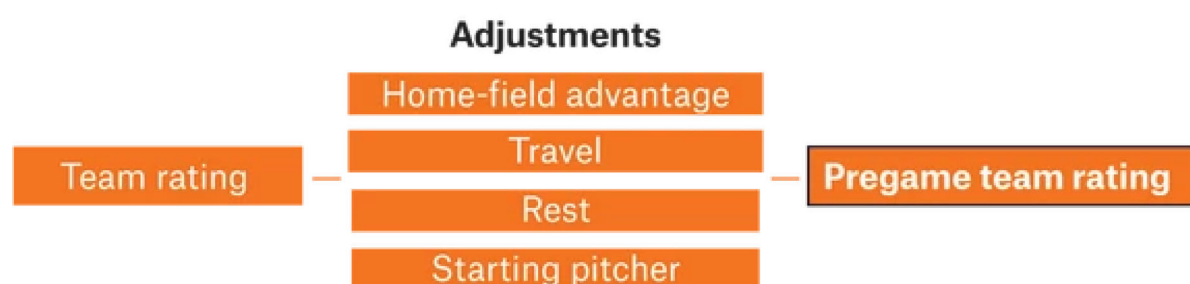 Adjustments
Home-field advantage
Travel
Team rating
Pregame team rating
Rest
Starting pitcher